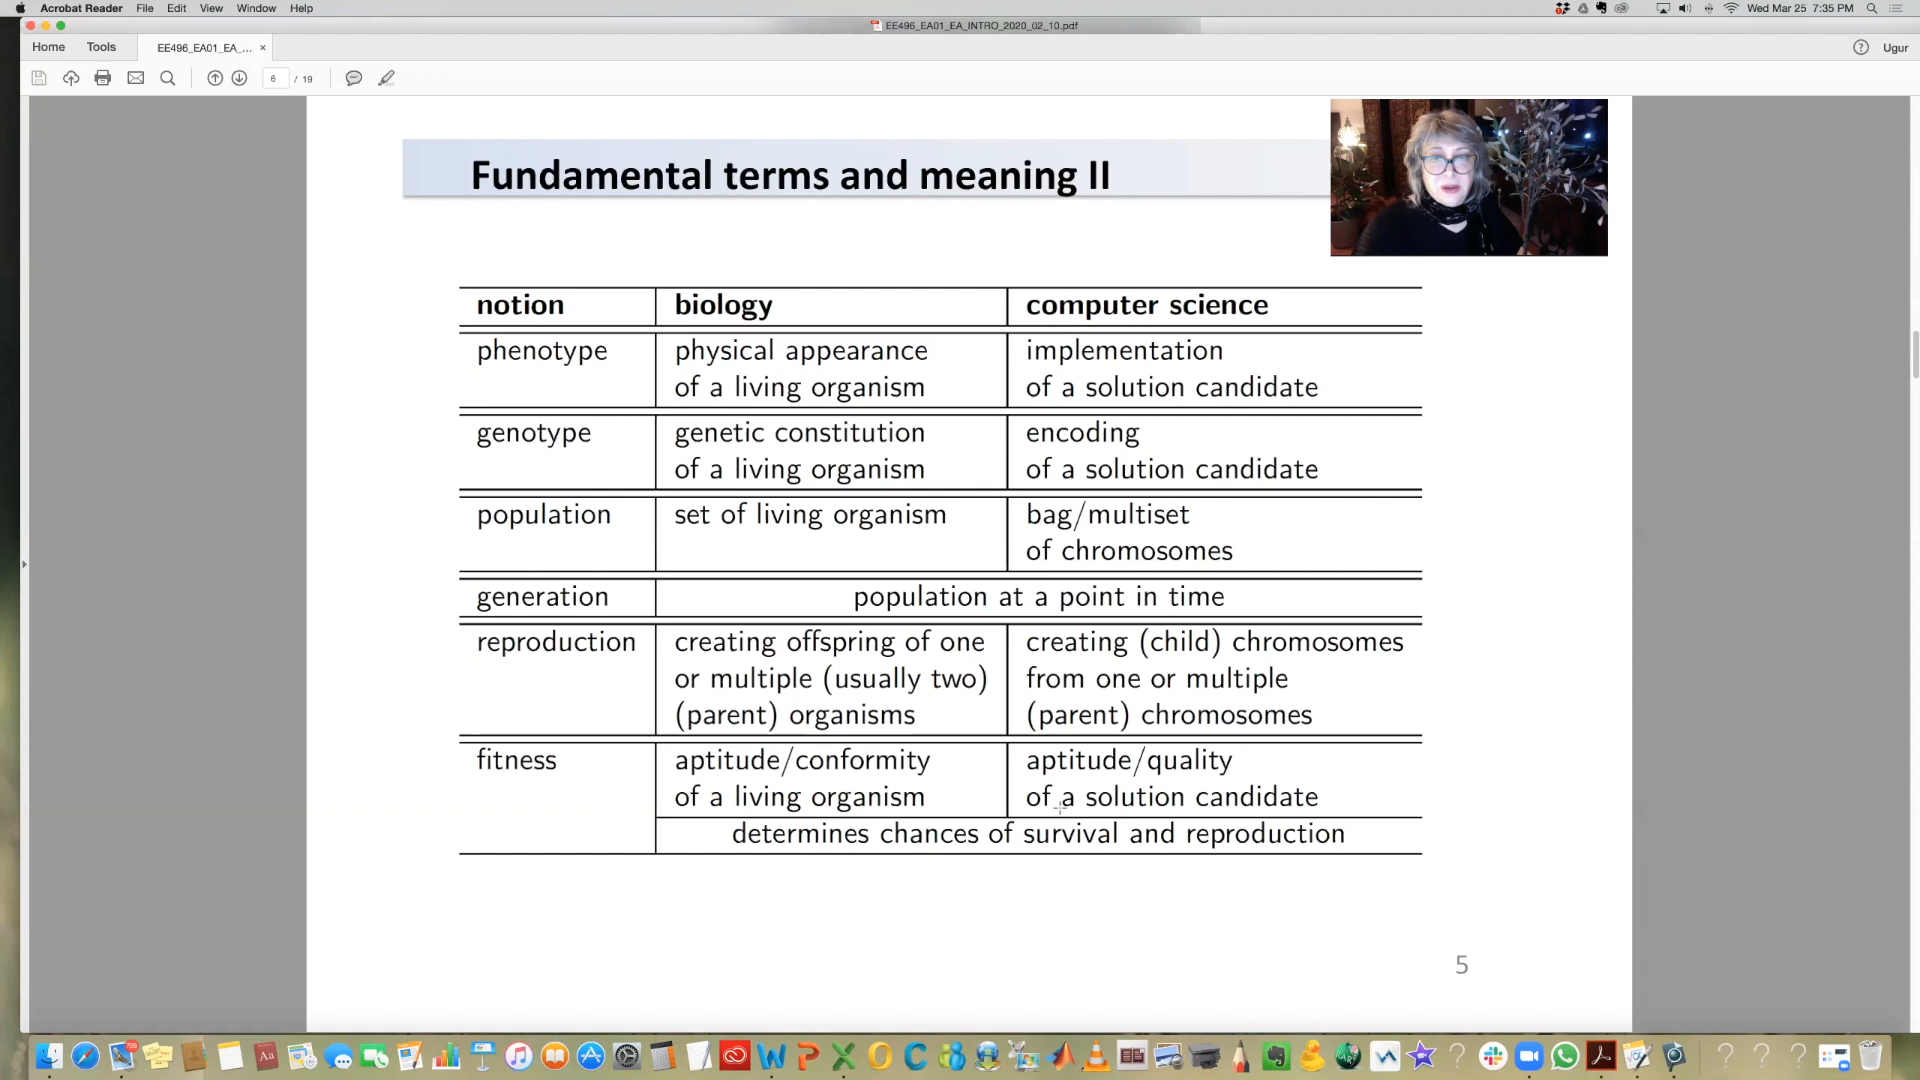 Acrobat Reader File Edit View Window Help
Wed Mar 25 7:35 PM
EE496_EA01_EA_INTRO_2020_02_10.pdf
Home Tools EE496_EA01_EA_... × Ugur
6 / 19
Fundamental terms and meaning II
notion biology computer science
phenotype physical appearance implementation
of a living organism of a solution candidate
genotype genetic constitution encoding
of a living organism of a solution candidate
population set of living organism bag/multiset
of chromosomes
generation population at a point in time
reproduction creating offspring of one creating (child) chromosomes
or multiple (usually two) from one or multiple
(parent) organisms (parent) chromosomes
fitness aptitude/conformity aptitude/quality
of a living organism of a solution candidate
determines chances of survival and reproduction
5